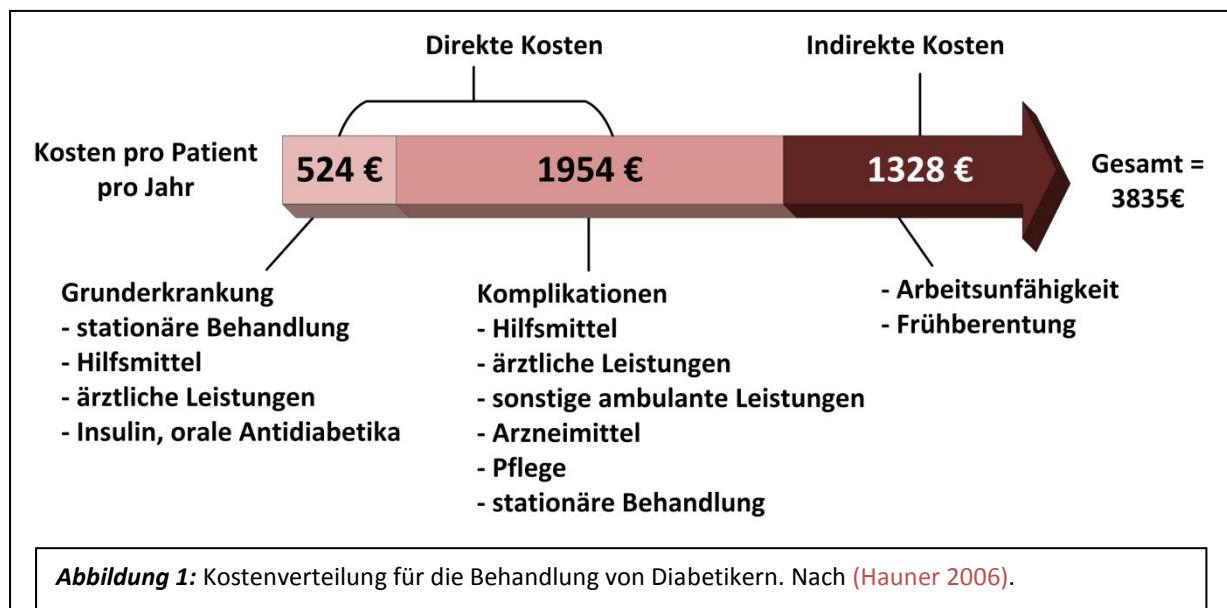 Direkte Kosten
Indirekte Kosten
Kosten pro Patient
pro Jahr
524 €
1954 €
1328 €
Gesamt =
3835€
Grunderkrankung
- stationäre Behandlung
- Hilfsmittel
- ärztliche Leistungen
- Insulin, orale Antidiabetika
Komplikationen
- Hilfsmittel
- ärztliche Leistungen
- sonstige ambulante Leistungen
- Arzneimittel
- Pflege
- stationäre Behandlung
- Arbeitsunfähigkeit
- Frühberentung
Abbildung 1: Kostenverteilung für die Behandlung von Diabetikern. Nach (Hauner 2006).